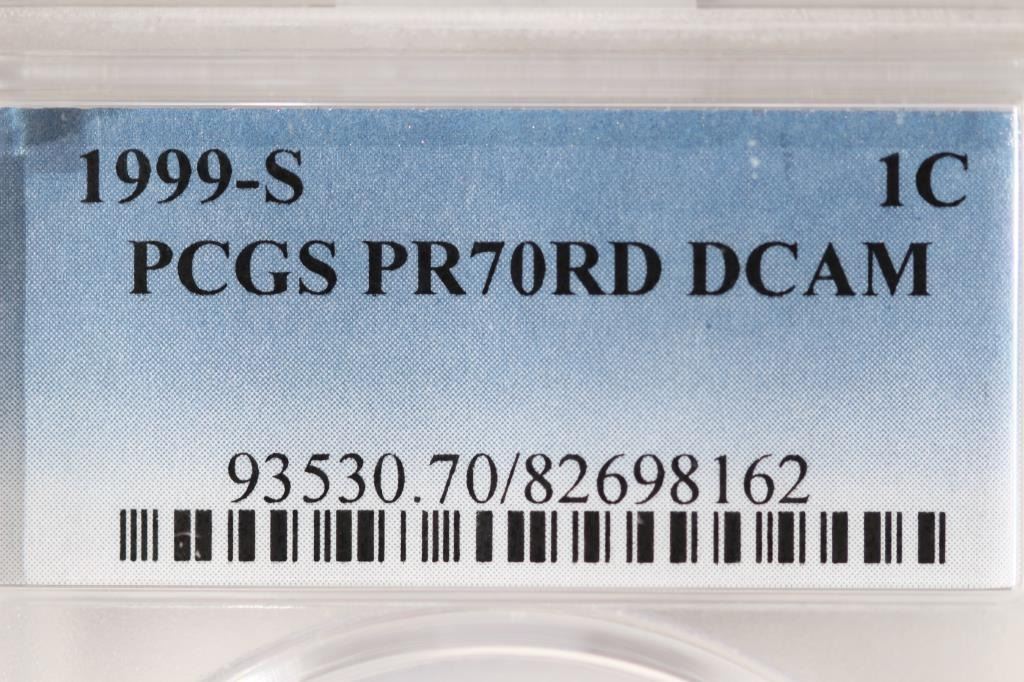 1999-S 1C
PCGS PR70RD DCAM
93530.70/82698162